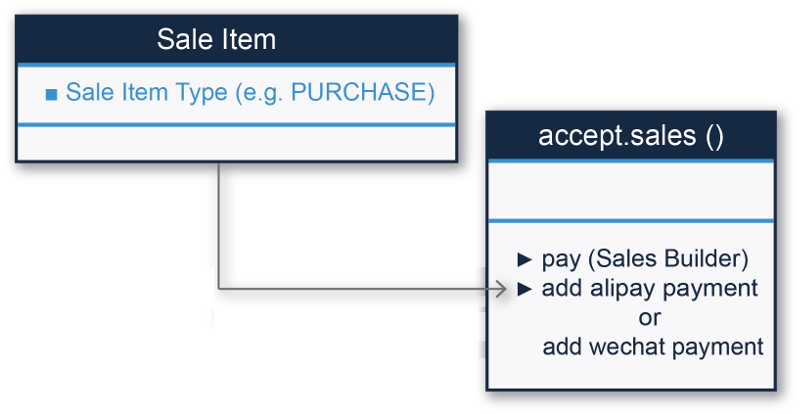 Sale Item
■ Sale Item Type (e.g. PURCHASE)
accept.sales ()
► pay (Sales Builder)
► add alipay payment
or
add wechat payment